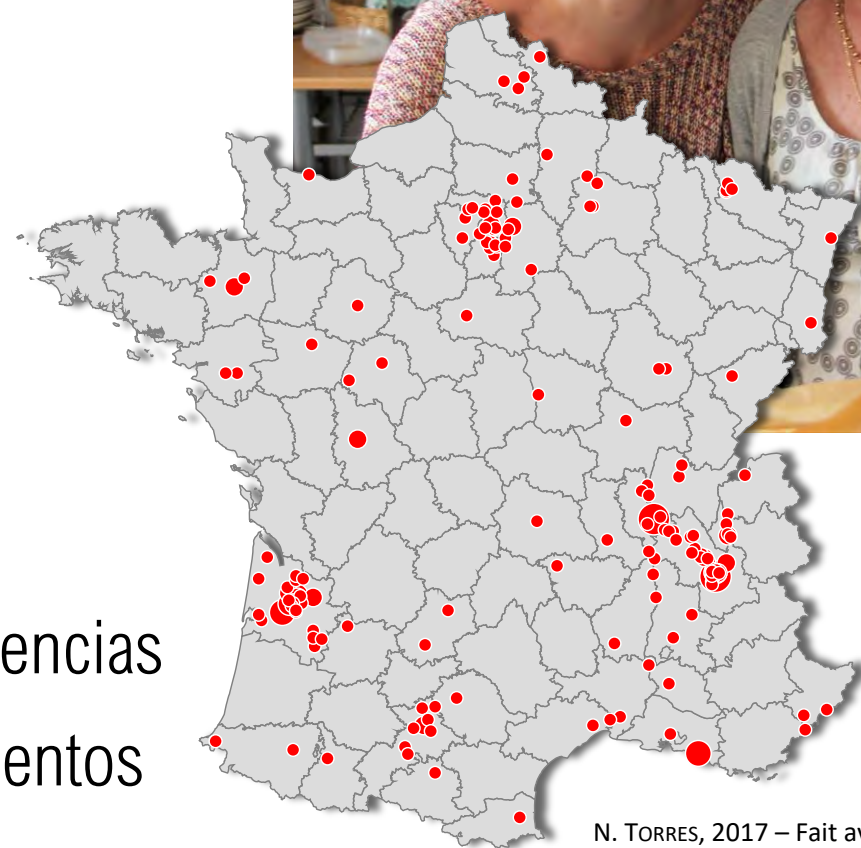 encias
entos
N. TORRES, 2017 – Fait av